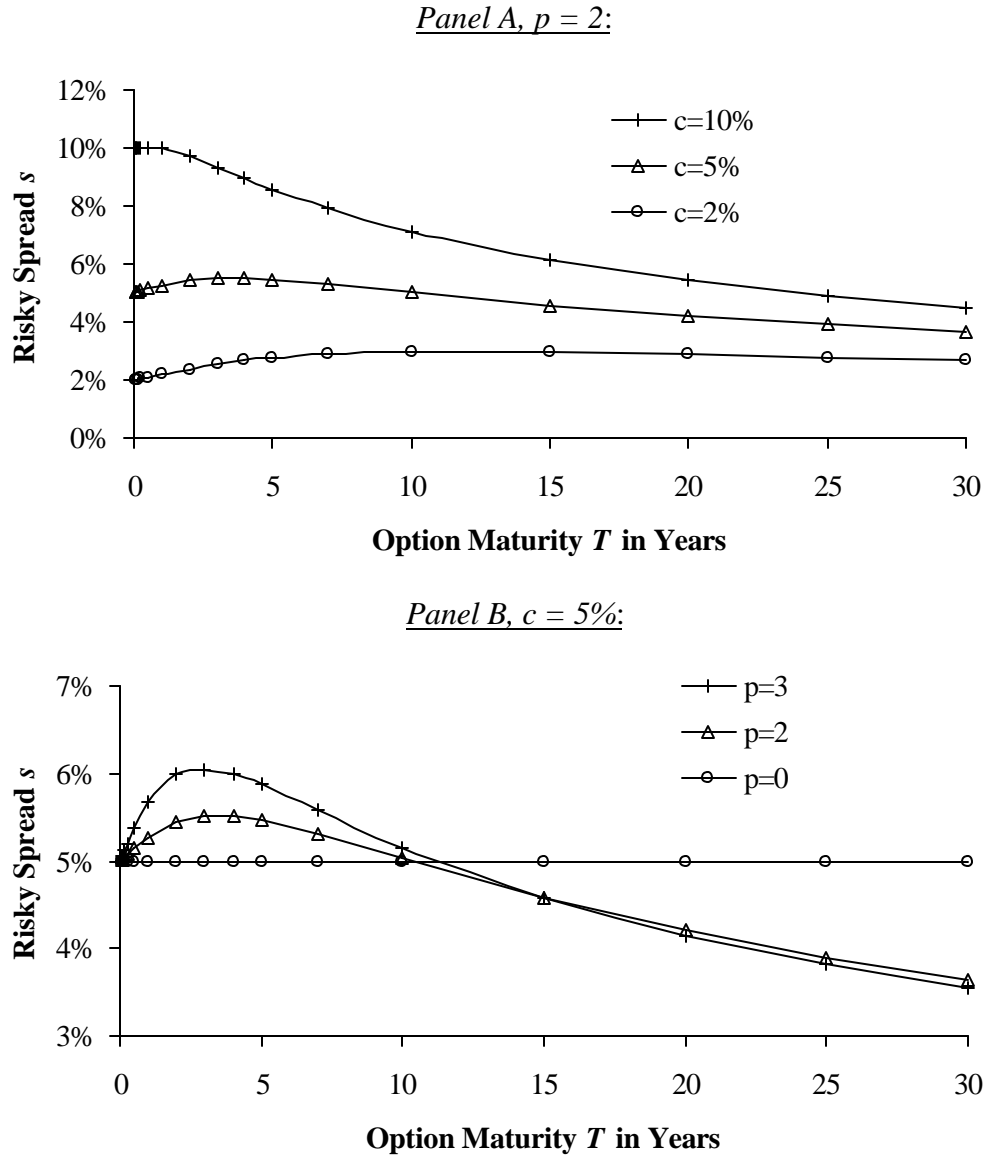 Panel A, p = 2:
12%
10%
8%
6%
4%
2%
0%
Risky Spread s
c=10%
c=5%
c=2%
0 5 10 15 20 25 30
Option Maturity T in Years
Panel B, c = 5%:
7%
6%
5%
4%
3%
Risky Spread s
p=3
p=2
p=0
0 5 10 15 20 25 30
Option Maturity T in Years